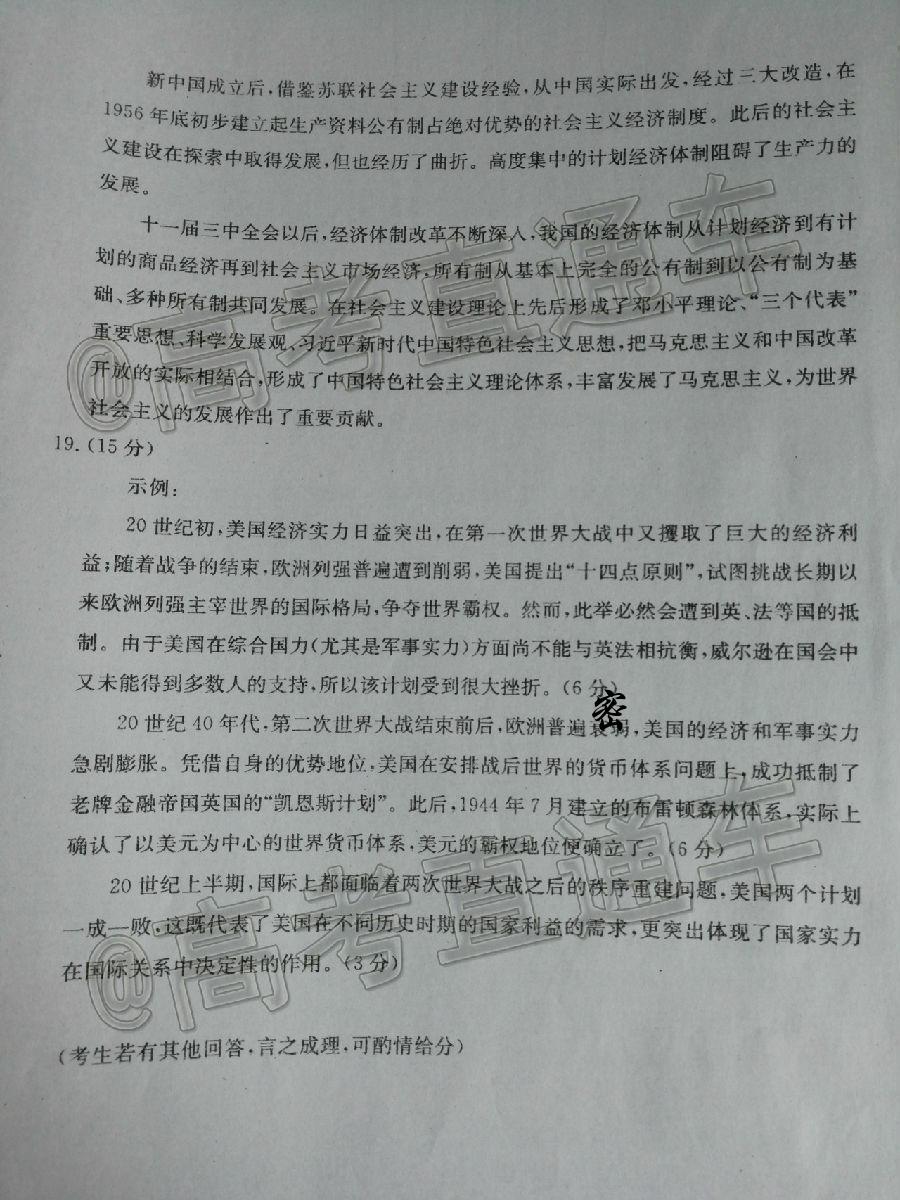 新中国成立后,借鉴苏联社会主义建设经验,从中国实际出发,经过三大改造,在
1956年底初步建立起生产资料公有制占绝对优势的社会主义经济制度。此后的社会主
义建设在探索中取得发展,但也经历了曲折。高度集中的计划经济体制阻碍了生产力的
发展。
十一届三中全会以后,经济体制改革不断深入,我国的经济体制从计划经济到有计
划的商品经济再到社会主义市场经济,所有制从基本上完全的公有制到以公有制为基
础、多种所有制共同发展。在社会主义建设理论上先后形成了邓小平理论、“三个代表”
重要思想、科学发展观、习近平新时代中国特色社会主义思想,把马克思主义和中国改革
开放的实际相结合,形成了中国特色社会主义理论体系,丰富发展了马克思主义,为世界
社会主义的发展作出了重要贡献。
19.(15分)
示例:
20世纪初,美国经济实力日益突出,在第一次世界大战中又攫取了巨大的经济利
益;随着战争的结束,欧洲列强普遍遭到削弱,美国提出“十四点原则”,试图挑战长期以
来欧洲列强主宰世界的国际格局,争夺世界霸权。然而,此举必然会遭到英、法等国的抵
制。由于美国在综合国力(尤其是军事实力)方面尚不能与英法相抗衡,威尔逊在国会中
又未能得到多数人的支持,所以该计划受到很大挫折。(6分)
密
20世纪40年代,第二次世界大战结束前后,欧洲普遍衰弱,美国的经济和军事实力
急剧膨胀。凭借自身的优势地位,美国在安排战后世界的货币体系问题上,成功抵制了
老牌金融帝国英国的“凯恩斯计划”。此后,1944年7月建立的布雷顿森林体系,实际上
确认了以美元为中心的世界货币体系,美元的霸权地位便确立了。(6分)
20世纪上半期,国际上都面临着两次世界大战之后的秩序重建问题,美国两个计划
一成一败,这既代表了美国在不同历史时期的国家利益的需求,更突出体现了国家实力
在国际关系中决定性的作用。(3分)
(考生若有其他回答,言之成理,可酌情给分)
@高考直通车
@高考直通车